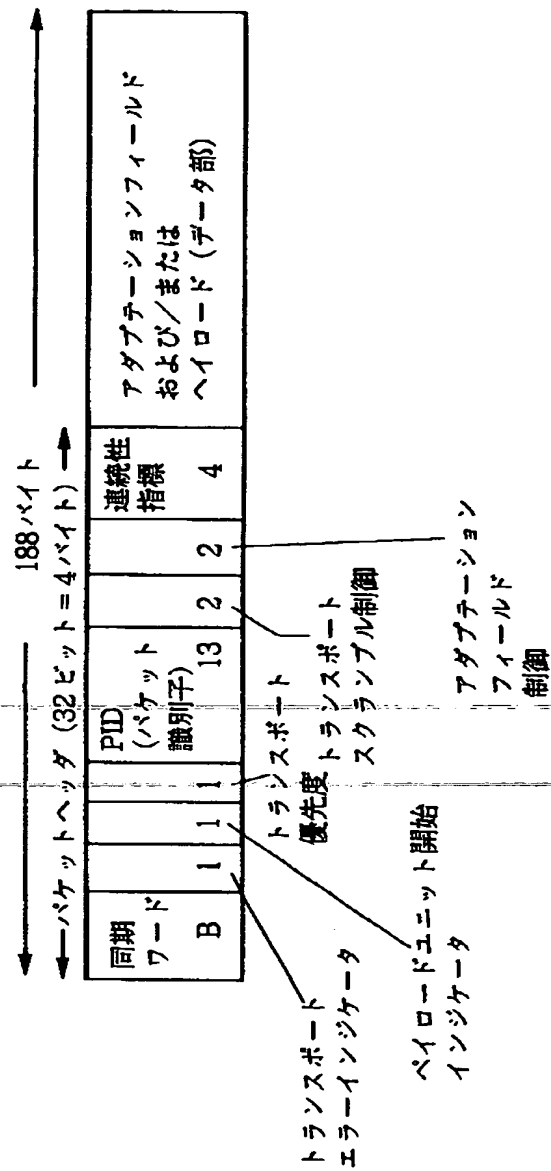 188バイト
パケットヘッダ (32ビット=4バイト)
同期
ワード
B
1
1
1
PID
(パケット
識別子)
13
2
2
連続性
指標
4
アダプテーションフィールド
および/または
ヘイロード (データ部)
トランスポート
エラーインジケータ
ペイロードユニット開始
インジケータ
トランスポート
優先度
トランスポート
スクランブル制御
アダプテーション
フィールド
制御